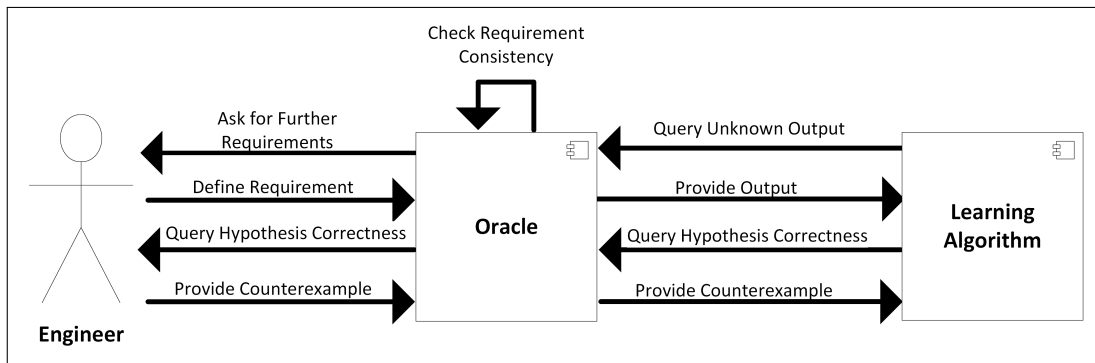 Check Requirement
Consistency
Ask for Further
Requirements
Query Unknown Output
Define Requirement
Provide Output
Oracle
Learning
Algorithm
Query Hypothesis Correctness
Query Hypothesis Correctness
Provide Counterexample
Provide Counterexample
Engineer